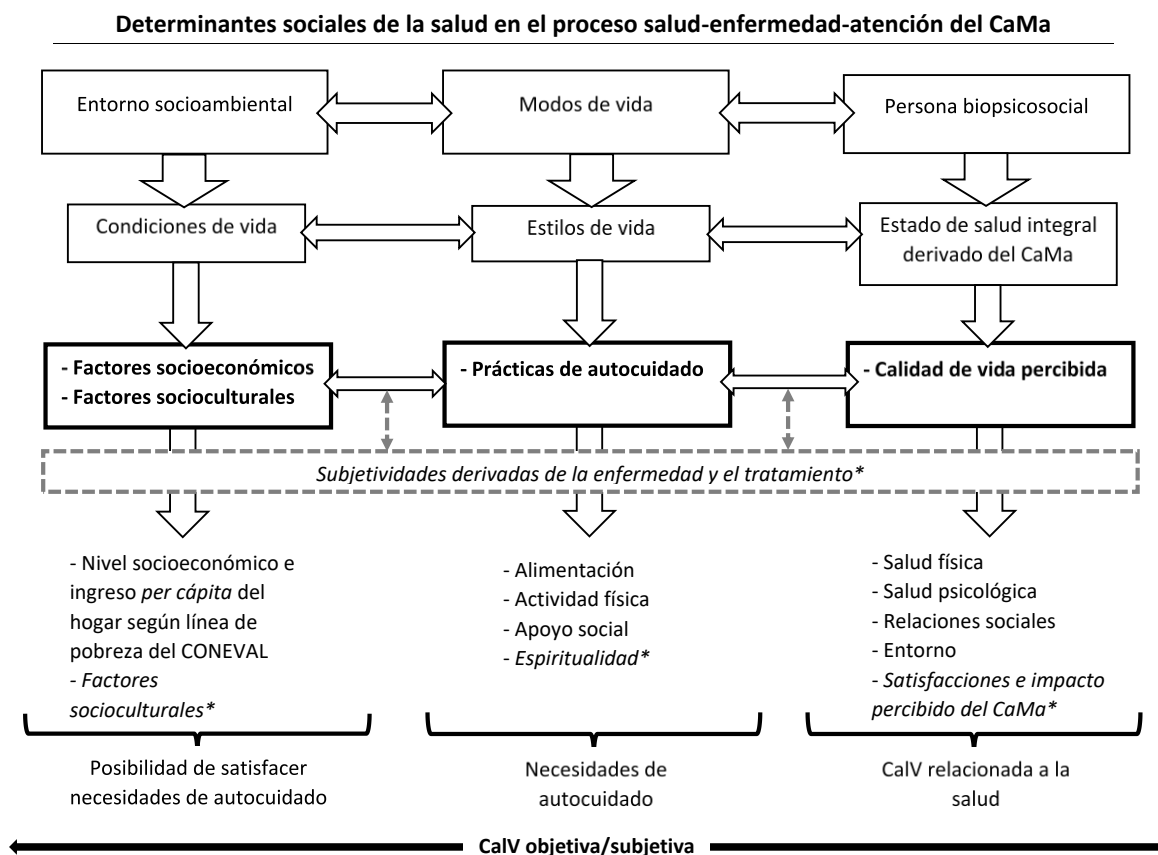 Determinantes sociales de la salud en el proceso salud-enfermedad-atención del CaMa
Entorno socioambiental
Modos de vida
Persona biopsicosocial
Condiciones de vida
Estilos de vida
Estado de salud integral
derivado del CaMa
- Factores socioeconómicos
- Factores socioculturales
- Prácticas de autocuidado
- Calidad de vida percibida
Subjetividades derivadas de la enfermedad y el tratamiento*
- Nivel socioeconómico e
ingreso per cápita del
hogar según línea de
pobreza del CONEVAL
- Factores
socioculturales*
- Alimentación
- Actividad física
- Apoyo social
- Espiritualidad*
- Salud física
- Salud psicológica
- Relaciones sociales
- Entorno
- Satisfacciones e impacto
percibido del CaMa*
Posibilidad de satisfacer
necesidades de autocuidado
Necesidades de
autocuidado
CalV relacionada a la
salud
CalV objetiva/subjetiva